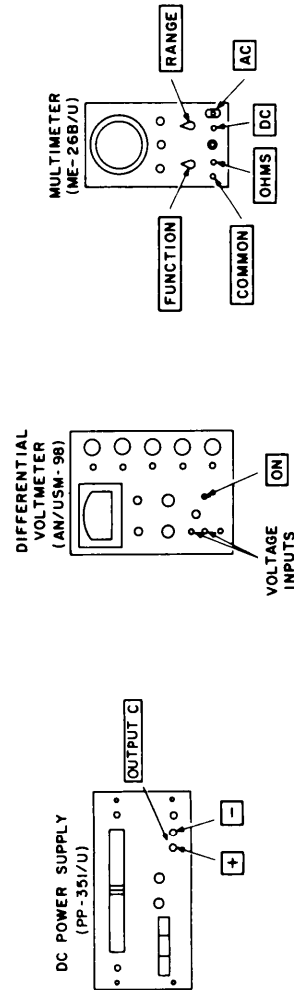 DC POWER SUPPLY
(PP-351/U)
OUTPUT C
+
-
DIFFERENTIAL
VOLTMETER
(AN/USM-98)
ON
VOLTAGE
INPUTS
MULTIMETER
(ME-26B/U)
FUNCTION
RANGE
COMMON
OHMS
DC
AC